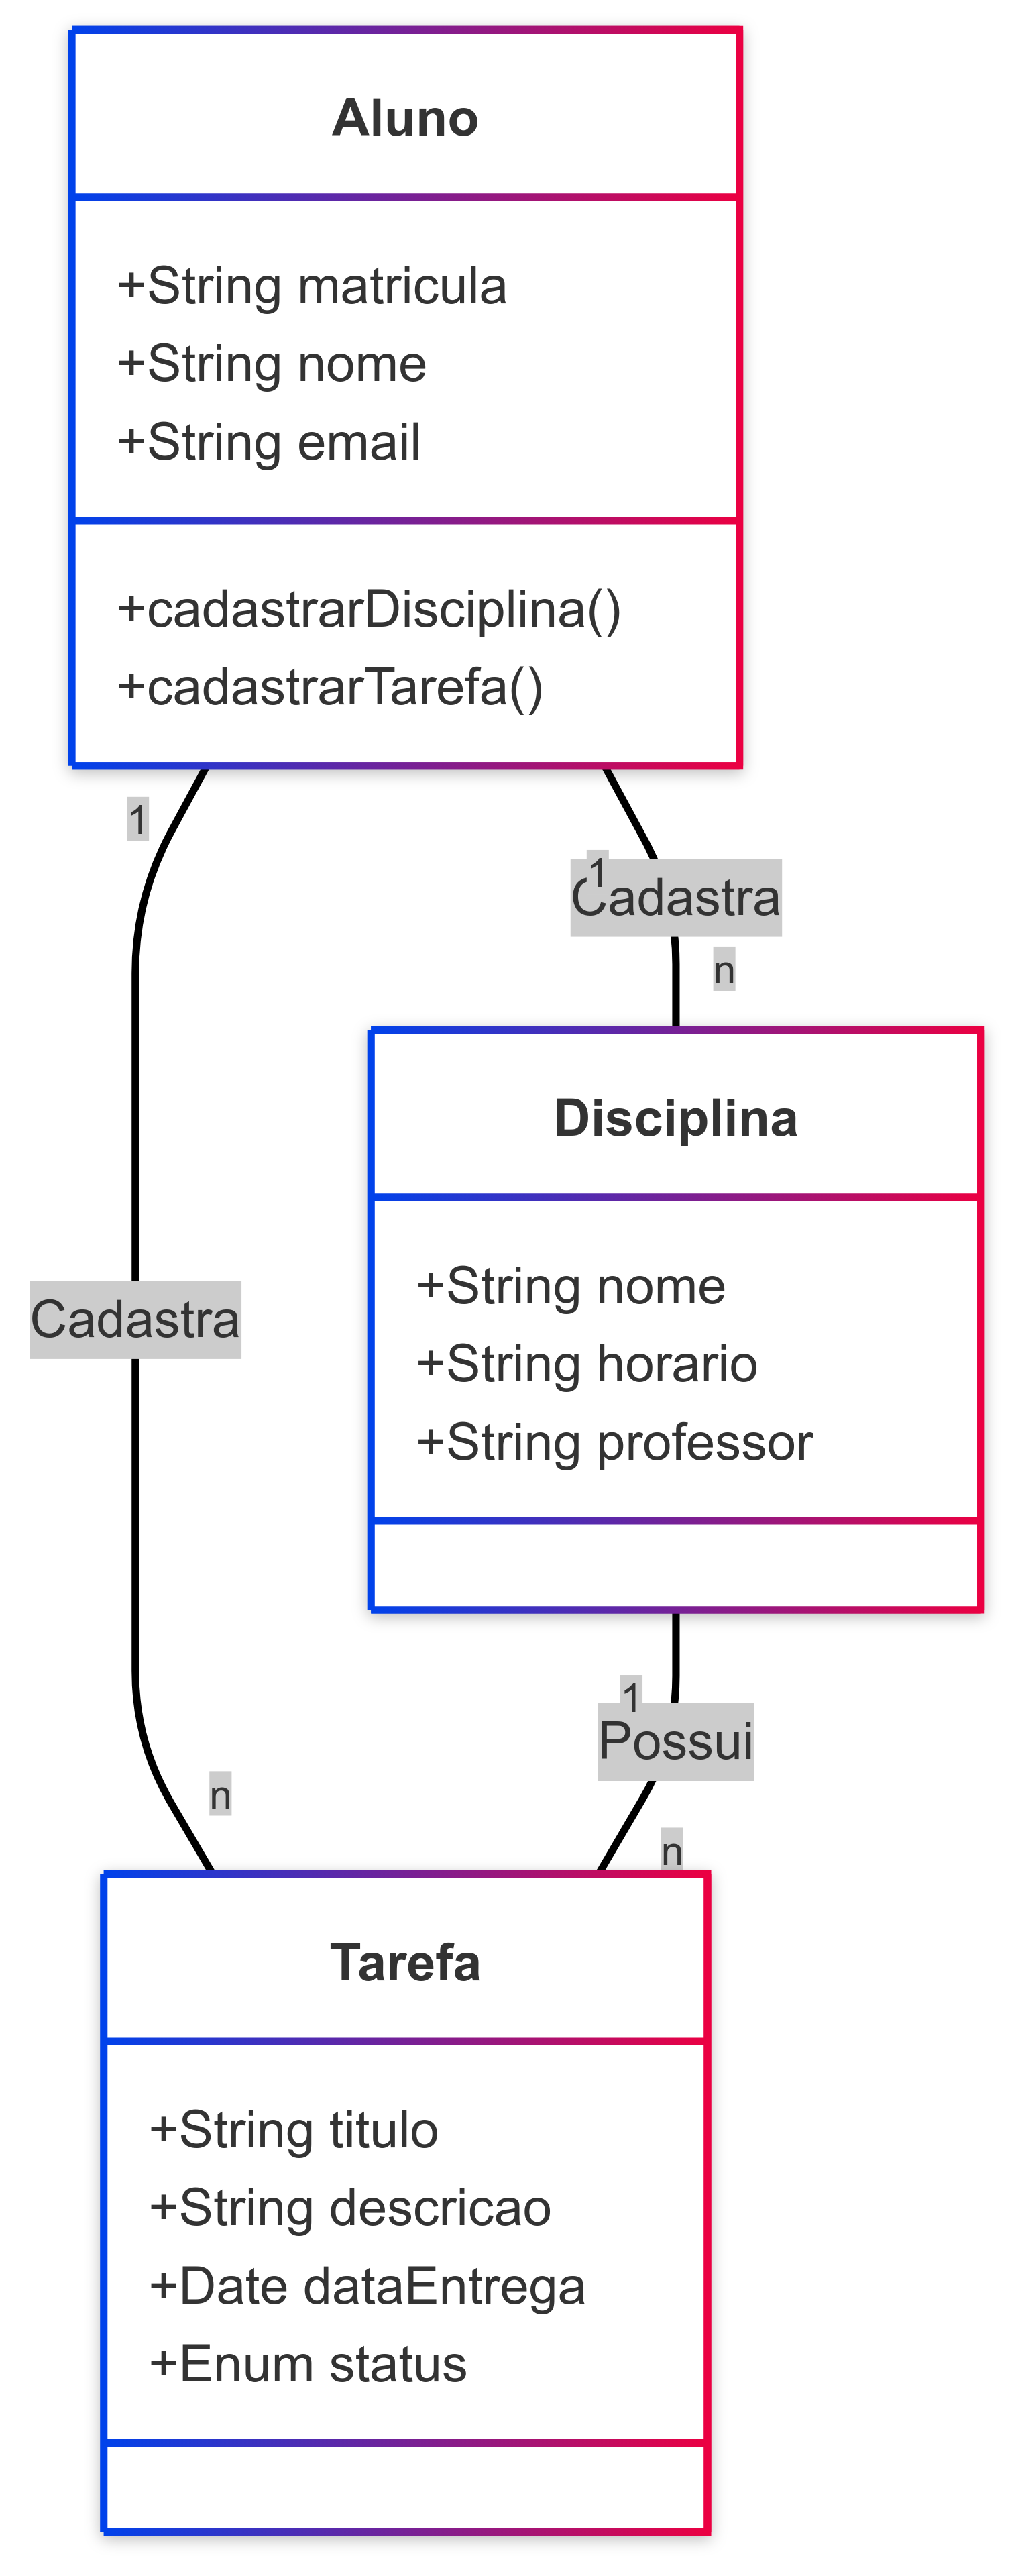 Aluno
+String matricula
+String nome
+String email
+cadastrarDisciplina()
+cadastrarTarefa()
1
1
Cadastra
n
Disciplina
+String nome
+String horario
+String professor
Cadastra
1
Possui
n
n
Tarefa
+String titulo
+String descricao
+Date dataEntrega
+Enum status